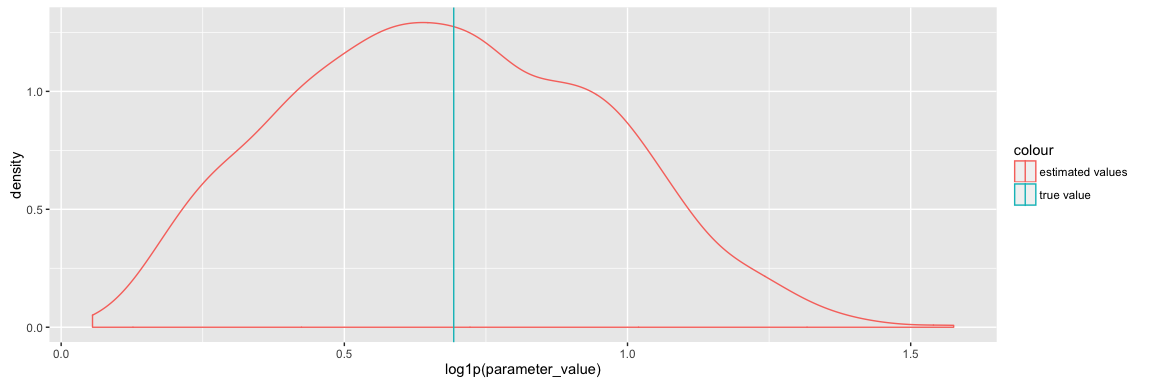 density
1.0
0.5
0.0
0.0
0.5
1.0
1.5
log1p(parameter_value)
colour
estimated values
true value